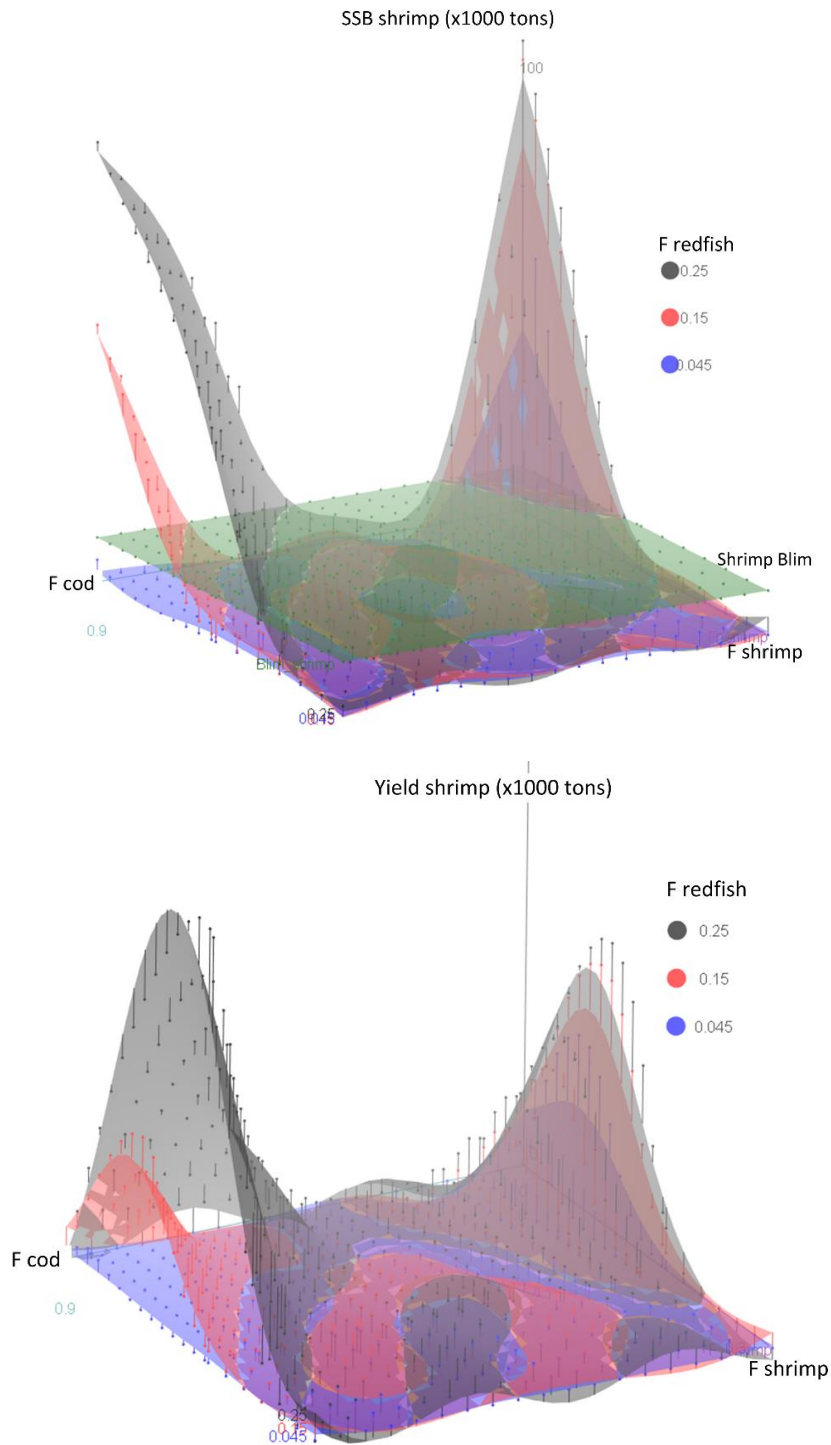 SSB shrimp (x1000 tons)
100
F redfish
0.25
0.15
0.045
Shrimp Blim
F cod
0.9
F shrimp
0.25
0.045
Yield shrimp (x1000 tons)
F redfish
0.25
0.15
0.045
F cod
0.9
F shrimp
0.25
0.045